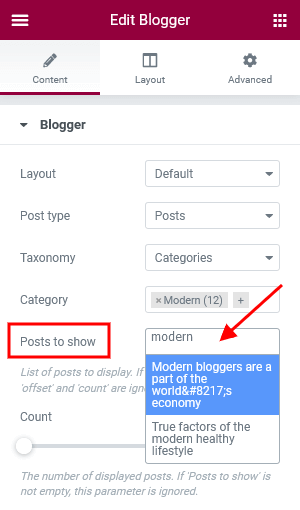 Edit Blogger
Content
Layout
Advanced
Blogger
Layout
Default
Post type
Posts
Taxonomy
Categories
Category
× Modern (12)
+
Posts to show
modern
Modern bloggers are a
part of the
world&#8217;s
economy
True factors of the
modern healthy
lifestyle
List of posts to display. If
'offset' and 'count' are ign
Count
The number of displayed posts. If 'Posts to show' is
not empty, this parameter is ignored.